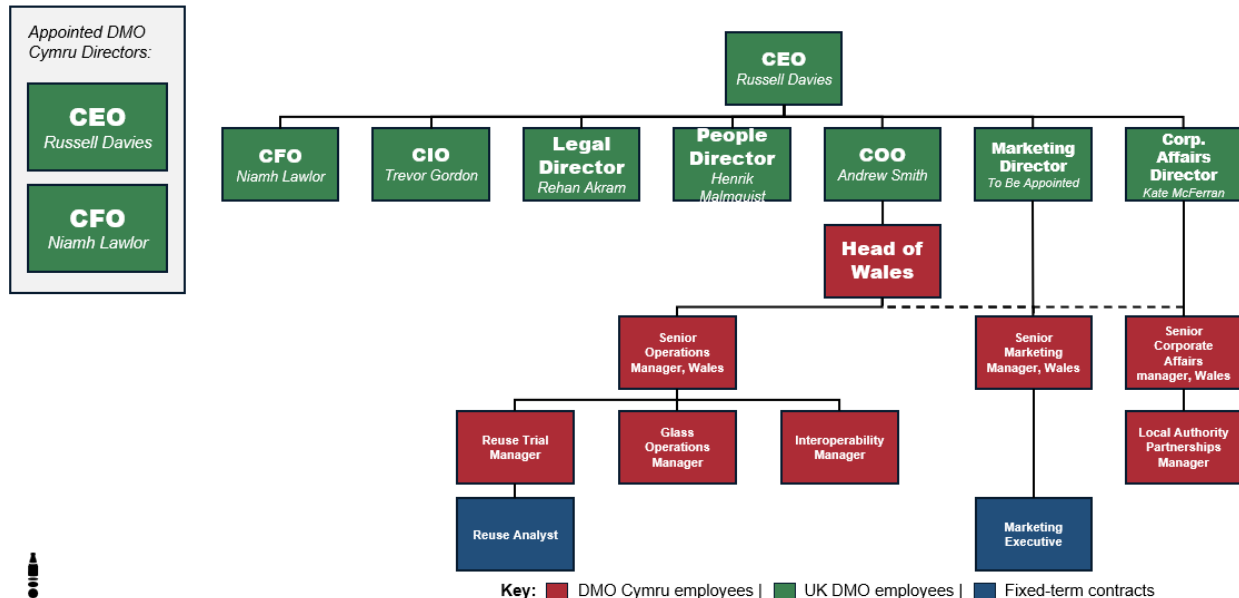 Appointed DMO
Cymru Directors:
CEO
Russell Davies
CFO
Niamh Lawlor
CEO
Russell Davies
CFO
Niamh Lawlor
CIO
Trevor Gordon
Legal
Director
Rehan Akram
People
Director
Henrik
Malmquist
COO
Andrew Smith
Marketing
Director
To Be Appointed
Corp.
Affairs
Director
Kate McFerran
Head of
Wales
Senior
Operations
Manager, Wales
Senior
Marketing
Manager, Wales
Senior
Corporate
Affairs
manager, Wales
Reuse Trial
Manager
Glass
Operations
Manager
Interoperability
Manager
Local Authority
Partnerships
Manager
Reuse Analyst
Marketing
Executive
Key: DMO Cymru employees | UK DMO employees | Fixed-term contracts